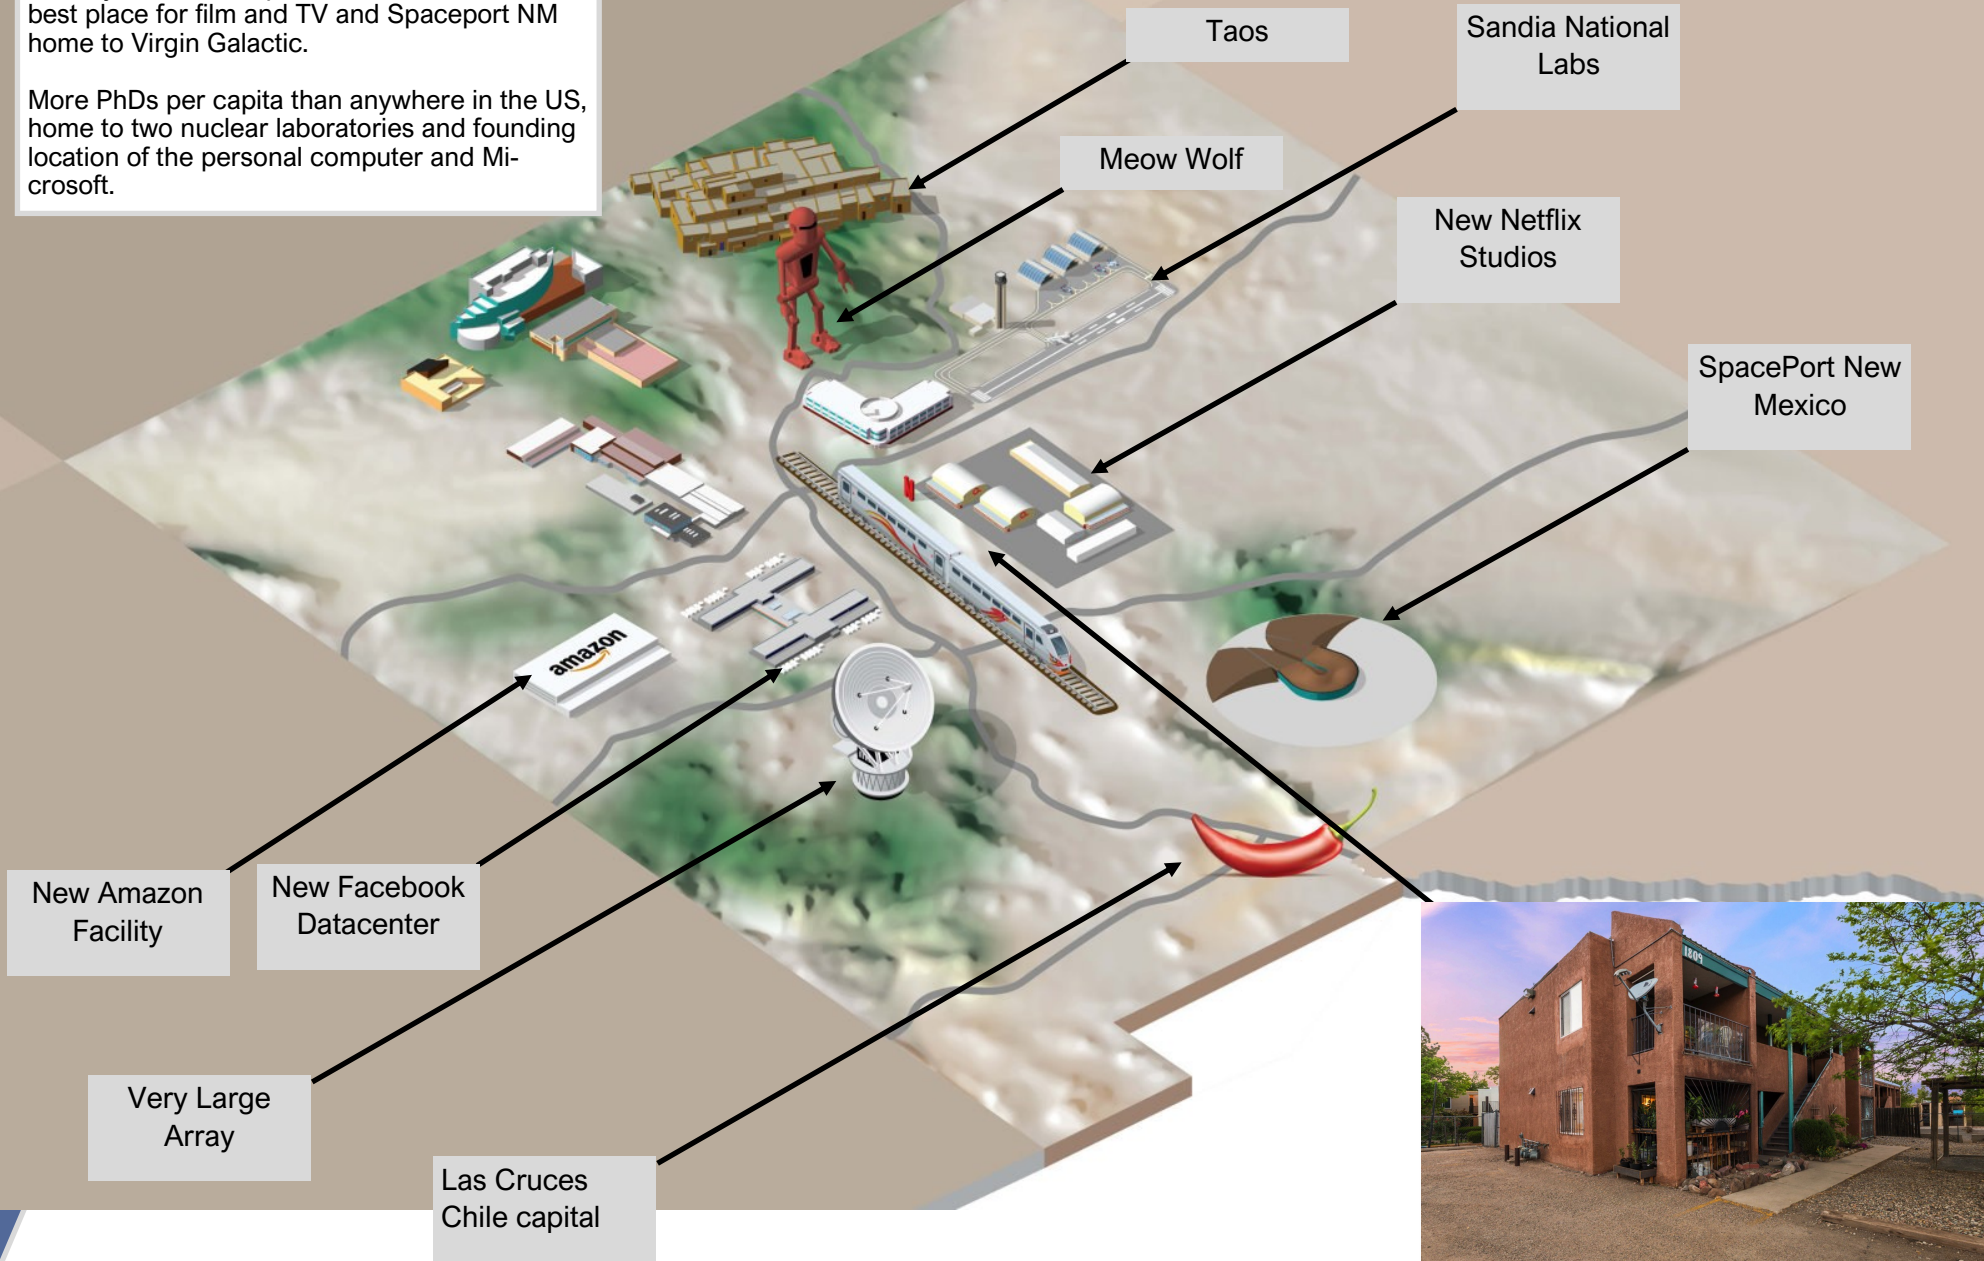 best place for film and TV and Spaceport NM
home to Virgin Galactic.
More PhDs per capita than anywhere in the US,
home to two nuclear laboratories and founding
location of the personal computer and Mi-
crosoft.
Taos
Sandia National
Labs
Meow Wolf
New Netflix
Studios
SpacePort New
Mexico
amazon
New Amazon
Facility
New Facebook
Datacenter
Very Large
Array
Las Cruces
Chile capital
1809